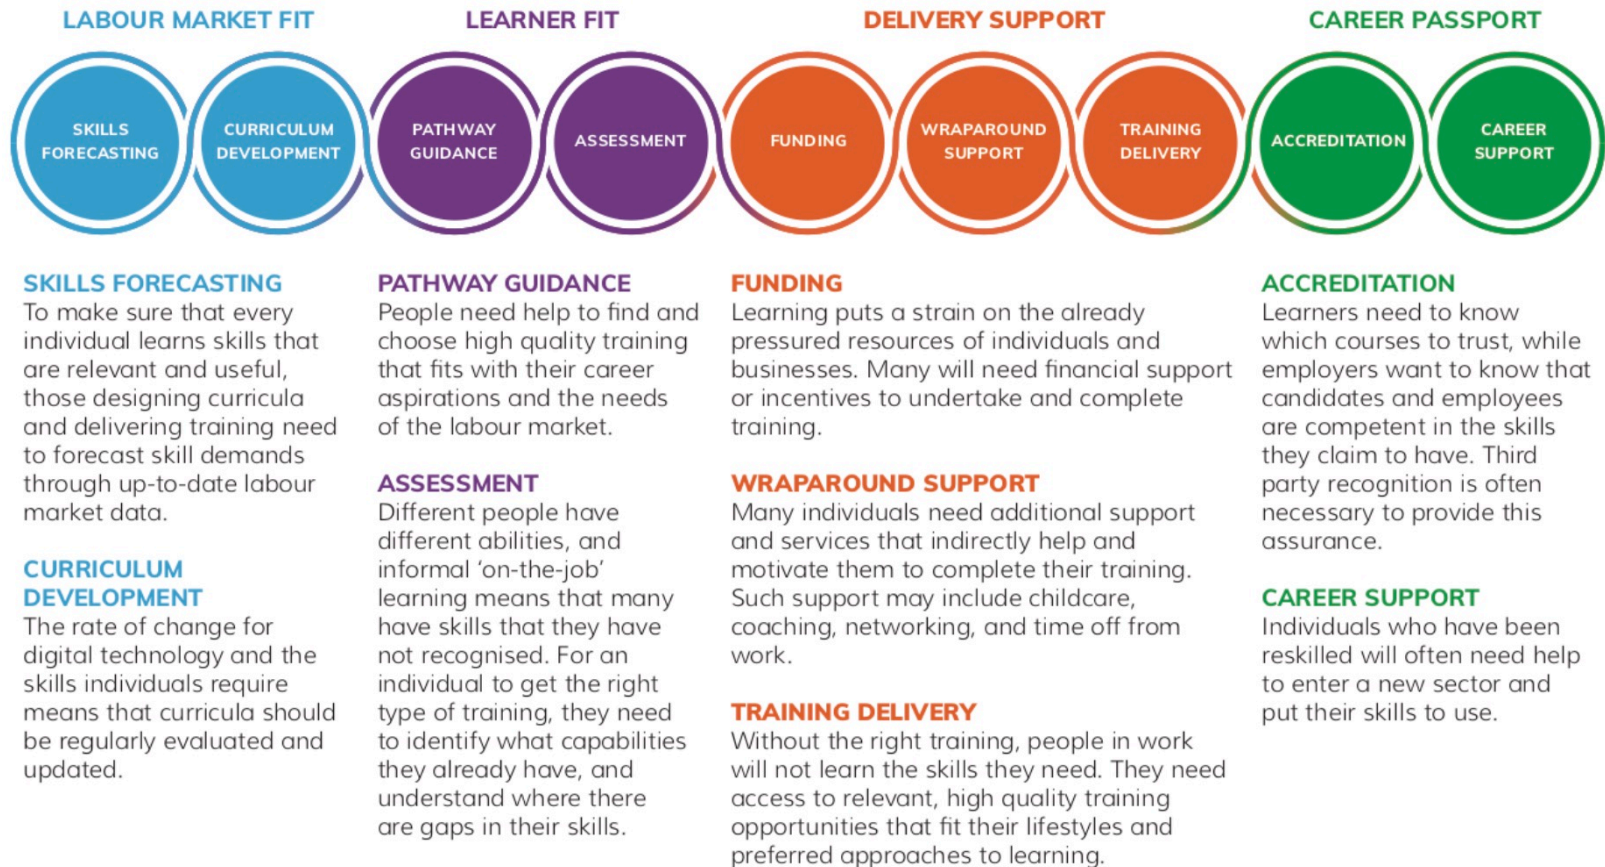 LABOUR MARKET FIT
LEARNER FIT
DELIVERY SUPPORT
CAREER PASSPORT
SKILLS
FORECASTING
CURRICULUM
DEVELOPMENT
PATHWAY
GUIDANCE
ASSESSMENT
FUNDING
WRAPAROUND
SUPPORT
TRAINING
DELIVERY
ACCREDITATION
CAREER
SUPPORT
SKILLS FORECASTING
To make sure that every
individual learns skills that
are relevant and useful,
those designing curricula
and delivering training need
to forecast skill demands
through up-to-date labour
market data.
CURRICULUM
DEVELOPMENT
The rate of change for
digital technology and the
skills individuals require
means that curricula should
be regularly evaluated and
updated.
PATHWAY GUIDANCE
People need help to find and
choose high quality training
that fits with their career
aspirations and the needs
of the labour market.
ASSESSMENT
Different people have
different abilities, and
informal ‘on-the-job’
learning means that many
have skills that they have
not recognised. For an
individual to get the right
type of training, they need
to identify what capabilities
they already have, and
understand where there
are gaps in their skills.
FUNDING
Learning puts a strain on the already
pressured resources of individuals and
businesses. Many will need financial support
or incentives to undertake and complete
training.
WRAPAROUND SUPPORT
Many individuals need additional support
and services that indirectly help and
motivate them to complete their training.
Such support may include childcare,
coaching, networking, and time off from
work.
TRAINING DELIVERY
Without the right training, people in work
will not learn the skills they need. They need
access to relevant, high quality training
opportunities that fit their lifestyles and
preferred approaches to learning.
ACCREDITATION
Learners need to know
which courses to trust, while
employers want to know that
candidates and employees
are competent in the skills
they claim to have. Third
party recognition is often
necessary to provide this
assurance.
CAREER SUPPORT
Individuals who have been
reskilled will often need help
to enter a new sector and
put their skills to use.